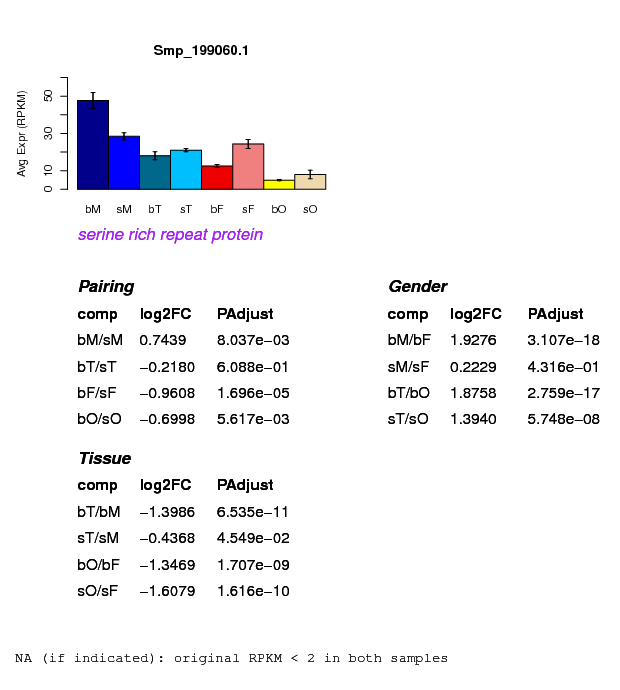 Smp_199060.1
Avg Expr (RPKM)
50
30
10
0
bM sM bT sT bF sF bO sO
serine rich repeat protein
Pairing
comp log2FC PAdjust
bM/sM 0.7439 8.037e−03
bT/sT −0.2180 6.088e−01
bF/sF −0.9608 1.696e−05
bO/sO −0.6998 5.617e−03
Gender
comp log2FC PAdjust
bM/bF 1.9276 3.107e−18
sM/sF 0.2229 4.316e−01
bT/bO 1.8758 2.759e−17
sT/sO 1.3940 5.748e−08
Tissue
comp log2FC PAdjust
bT/bM −1.3986 6.535e−11
sT/sM −0.4368 4.549e−02
bO/bF −1.3469 1.707e−09
sO/sF −1.6079 1.616e−10
NA (if indicated): original RPKM < 2 in both samples